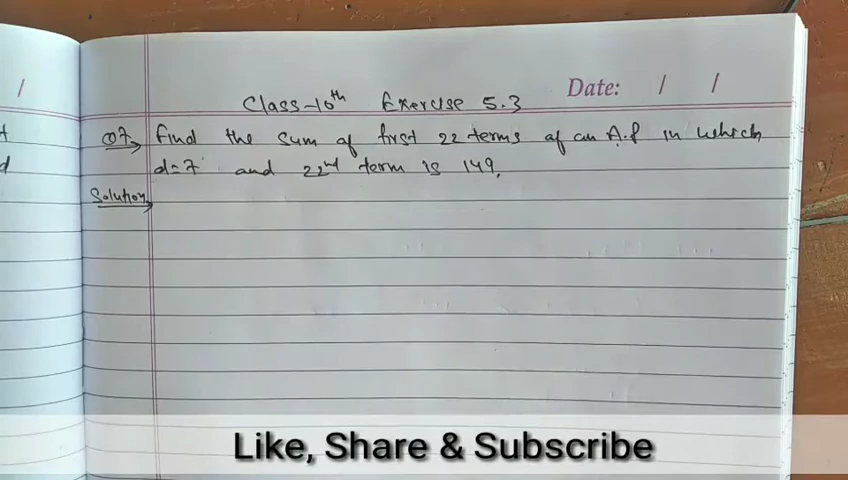 /
Class-10th Exercise 5.3 Date: / /
Q7 Find the sum of first 22 terms of an A.P in which
d=7 and 22nd term is 149.
Solution
Like, Share & Subscribe